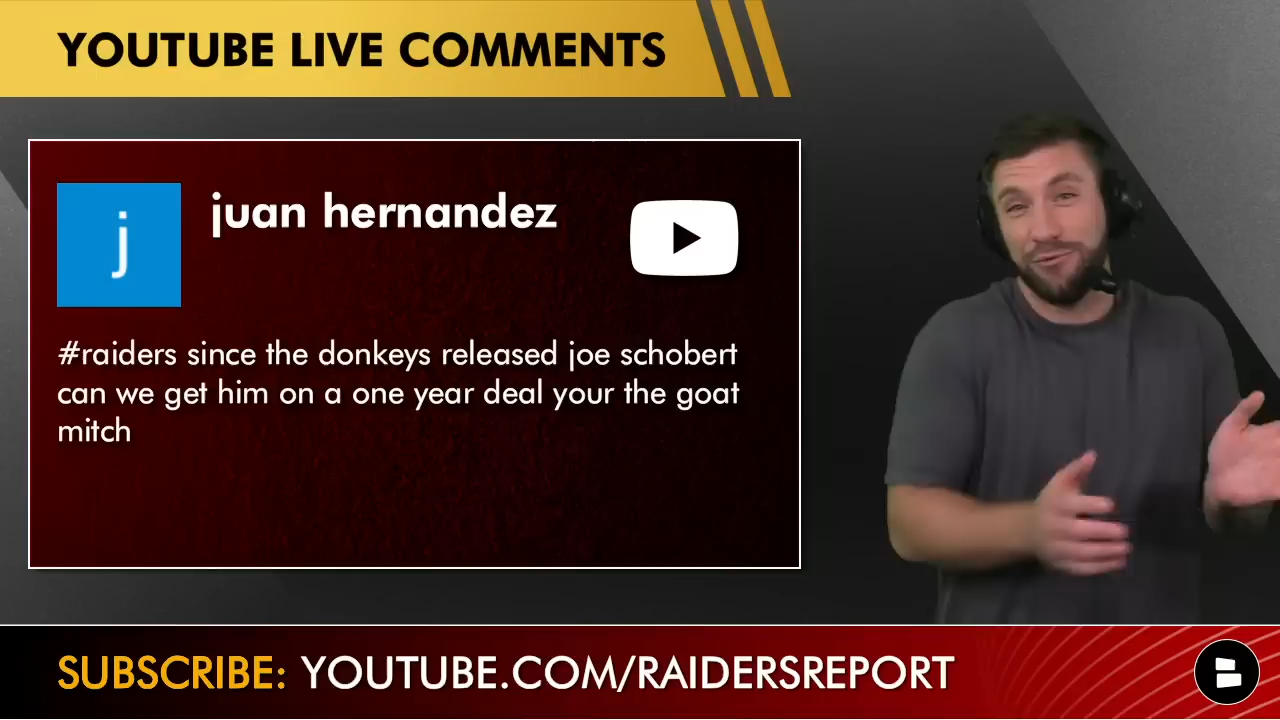 YOUTUBE LIVE COMMENTS
j
juan hernandez
#raiders since the donkeys released joe schobert
can we get him on a one year deal your the goat
mitch
SUBSCRIBE: YOUTUBE.COM/RAIDERSREPORT